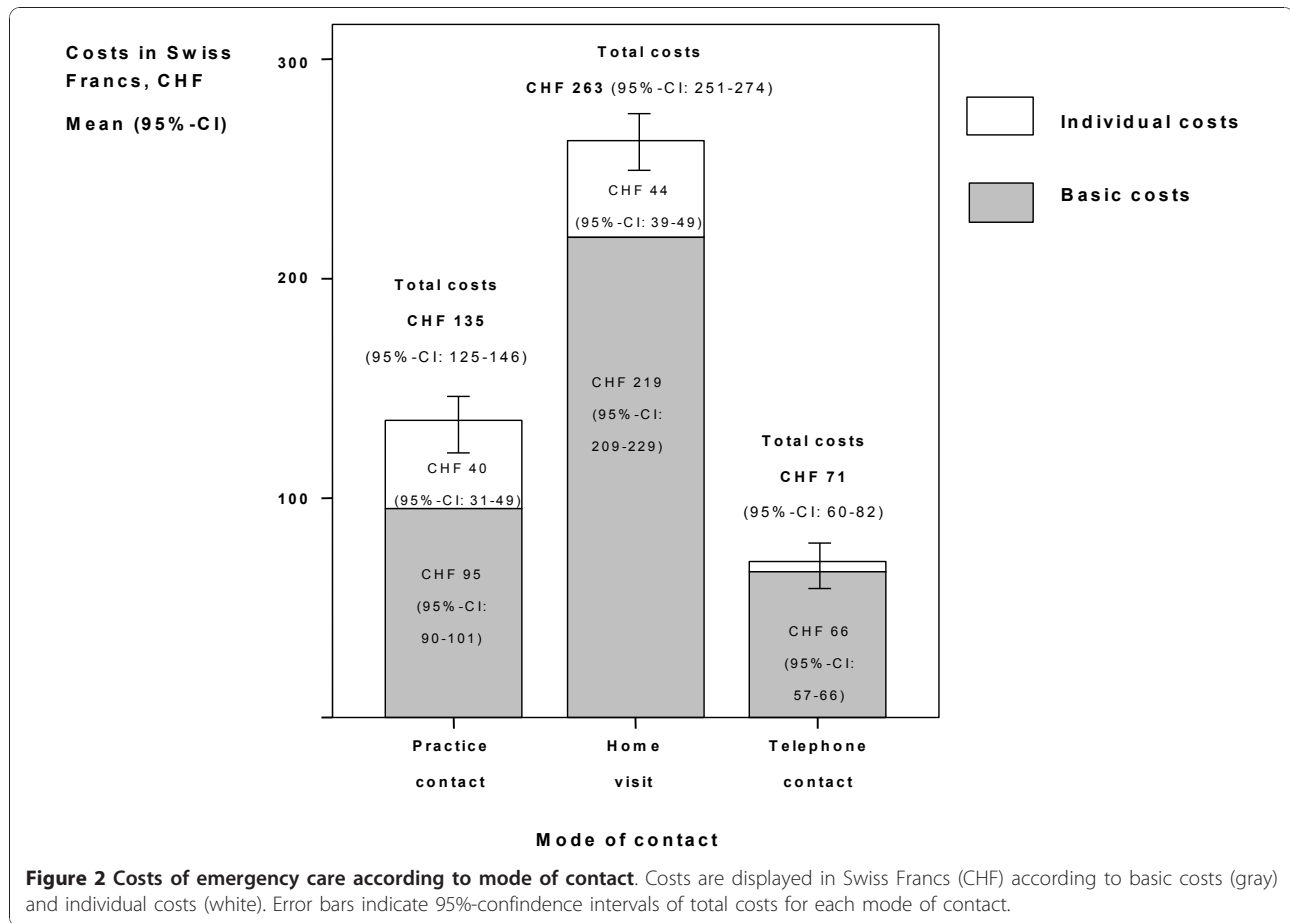 Costs in Swiss
Francs, CHF
Mean (95%-CI)
300
200
100
Total costs
CHF 263 (95%-CI: 251-274)
CHF 44
(95%-CI: 39-49)
CHF 219
(95%-CI:
209-229)
Total costs
CHF 135
(95%-CI: 125-146)
CHF 40
(95%-CI: 31-49)
CHF 95
(95%-CI:
90-101)
Total costs
CHF 71
(95%-CI: 60-82)
CHF 66
(95%-CI:
57-66)
Individual costs
Basic costs
Practice
contact
Home
visit
Telephone
contact
Mode of contact
Figure 2 Costs of emergency care according to mode of contact. Costs are displayed in Swiss Francs (CHF) according to basic costs (gray)
and individual costs (white). Error bars indicate 95%-confindence intervals of total costs for each mode of contact.